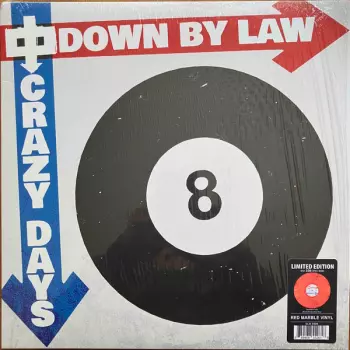 DOWN BY LAW
CRAZY DAYS
8
LIMITED EDITION
RED MARBLE VINYL